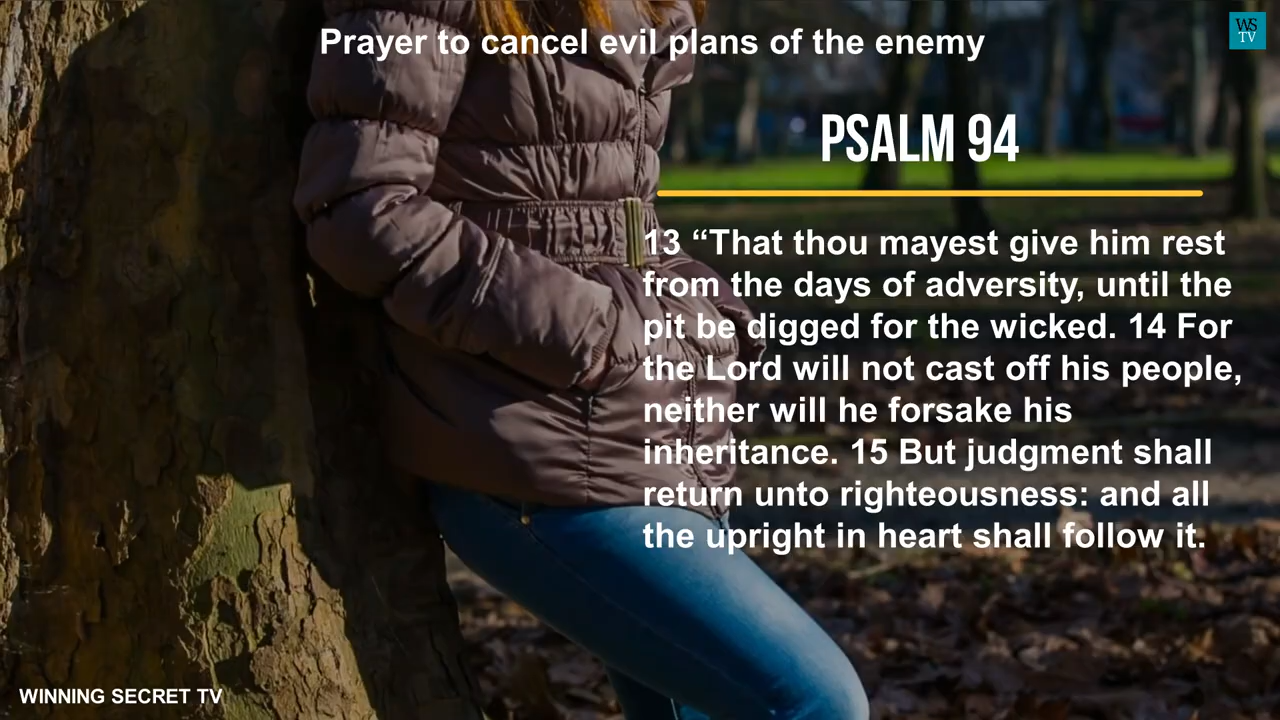 Prayer to cancel evil plans of the enemy
WS
TV
PSALM 94
13 “That thou mayest give him rest
from the days of adversity, until the
pit be digged for the wicked. 14 For
the Lord will not cast off his people,
neither will he forsake his
inheritance. 15 But judgment shall
return unto righteousness: and all
the upright in heart shall follow it.
WINNING SECRET TV